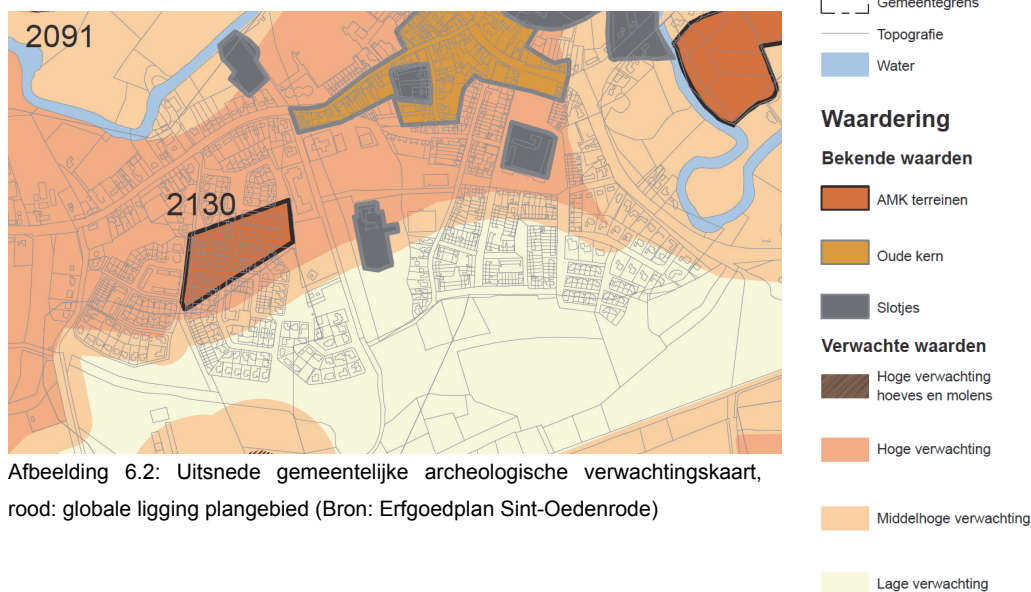 2091
2130
Afbeelding 6.2: Uitsnede gemeentelijke archeologische verwachtingskaart,
rood: globale ligging plangebied (Bron: Erfgoedplan Sint-Oedenrode)
Gemeentegrens
Topografie
Water
Waardering
Bekende waarden
AMK terreinen
Oude kern
Slotjes
Verwachte waarden
Hoge verwachting
hoeves en molens
Hoge verwachting
Middelhoge verwachting
Lage verwachting